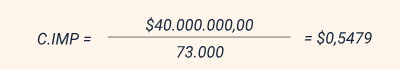 $40.000.000,00
C.IMP = = $0,5479
73.000